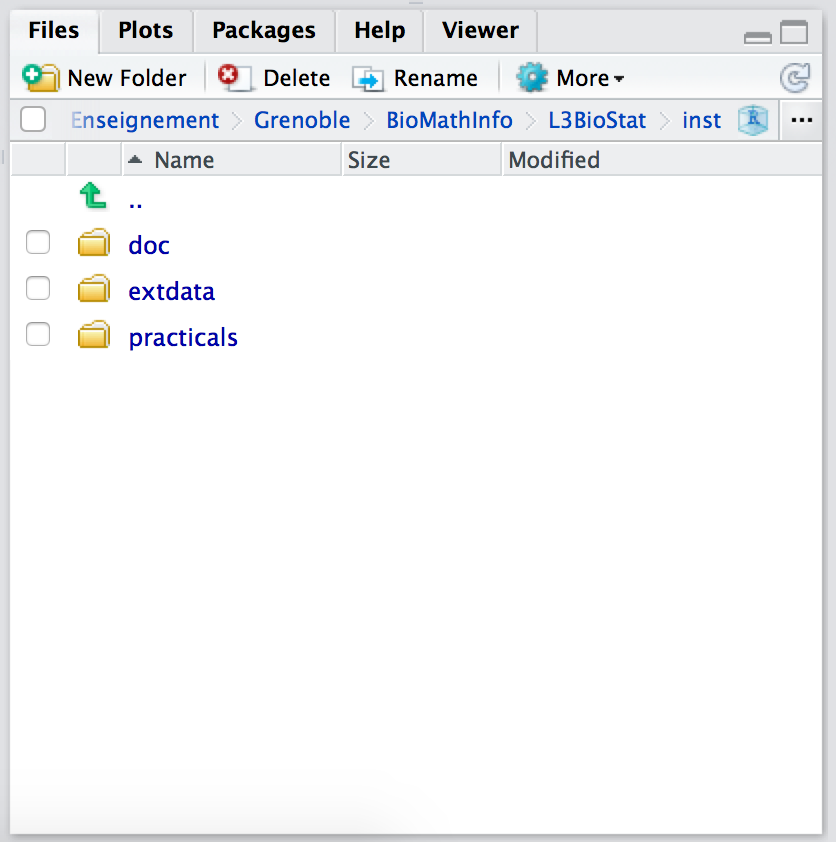 Files Plots Packages Help Viewer
New Folder Delete Rename More
Enseignement Grenoble BioMathInfo L3BioStat inst R ...
Name Size Modified
..
doc
extdata
practicals